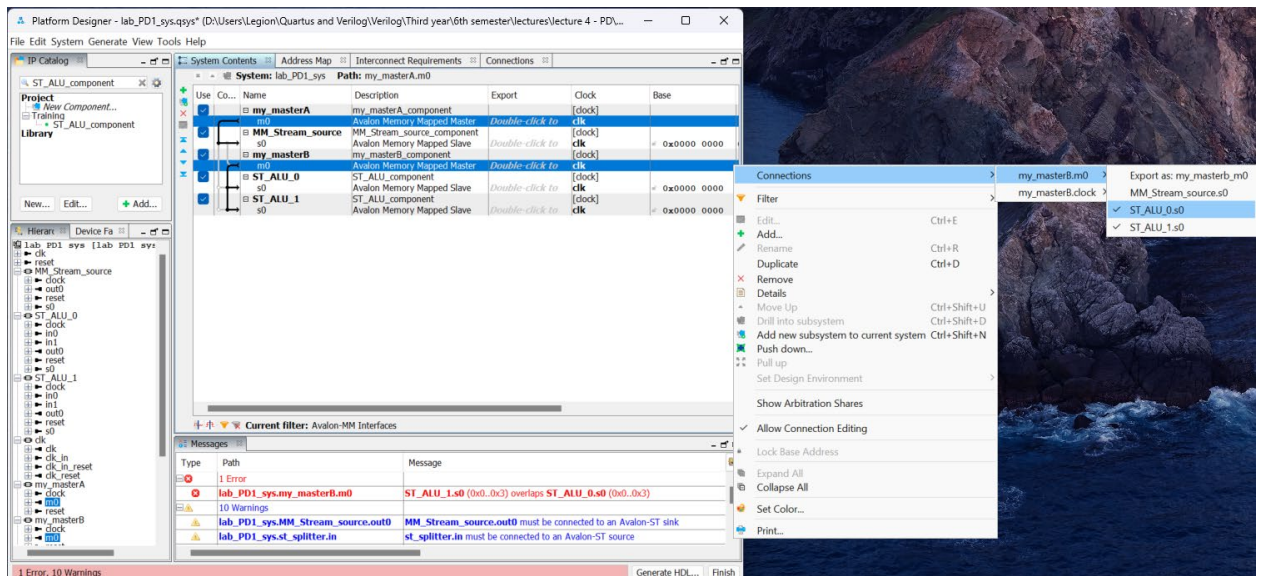 Platform Designer - lab_PD1_sys.qsys* (D:\Users\Legion\Quartus and Verilog\Verilog\Third year\6th semester\lectures\lecture 4 - PD\...
File Edit System Generate View Tools Help
IP Catalog
ST_ALU_component
Project
New Component...
Training
ST_ALU_component
Library
New... Edit... Add...
Hierarc Device Fa
lab PD1 sys [lab PD1 sys
clk
reset
MM_Stream_source
clock
out0
reset
s0
ST_ALU_0
clock
in0
in1
out0
reset
s0
ST_ALU_1
clock
in0
in1
out0
reset
s0
clk
clk
clk_in
clk_in_reset
clk_reset
my_masterA
clock
m0
reset
my_masterB
clock
m0
System Contents Address Map Interconnect Requirements Connections
System: lab_PD1_sys Path: my_masterA.m0
Use Co... Name Description Export Clock Base
my_masterA my_masterA_component [clock]
m0 Avalon Memory Mapped Master Double-click to clk
MM_Stream_source MM_Stream_source_component [clock]
s0 Avalon Memory Mapped Slave Double-click to clk 0x0000 0000
my_masterB my_masterB_component [clock]
m0 Avalon Memory Mapped Master Double-click to clk
ST_ALU_0 ST_ALU_component [clock]
s0 Avalon Memory Mapped Slave Double-click to clk 0x0000 0000
ST_ALU_1 ST_ALU_component [clock]
s0 Avalon Memory Mapped Slave Double-click to clk 0x0000 0000
Current filter: Avalon-MM Interfaces
Messages
Type Path Message
1 Error
lab_PD1_sys.my_masterB.m0 ST_ALU_1.s0 (0x0..0x3) overlaps ST_ALU_0.s0 (0x0..0x3)
10 Warnings
lab_PD1_sys.MM_Stream_source.out0 MM_Stream_source.out0 must be connected to an Avalon-ST sink
lab_PD1_sys.st_splitter.in st_splitter.in must be connected to an Avalon-ST source
1 Error, 10 Warnings
Generate HDL... Finish
Connections
Filter
Edit... Ctrl+E
Add...
Rename Ctrl+R
Duplicate Ctrl+D
Remove
Details
Move Up Ctrl+Shift+U
Drill into subsystem Ctrl+Shift+D
Add new subsystem to current system Ctrl+Shift+N
Push down...
Pull up
Set Design Environment
Show Arbitration Shares
Allow Connection Editing
Lock Base Address
Expand All
Collapse All
Set Color...
Print...
my_masterB.m0
my_masterB.clock
Export as: my_masterb_m0
MM_Stream_source.s0
ST_ALU_0.s0
ST_ALU_1.s0